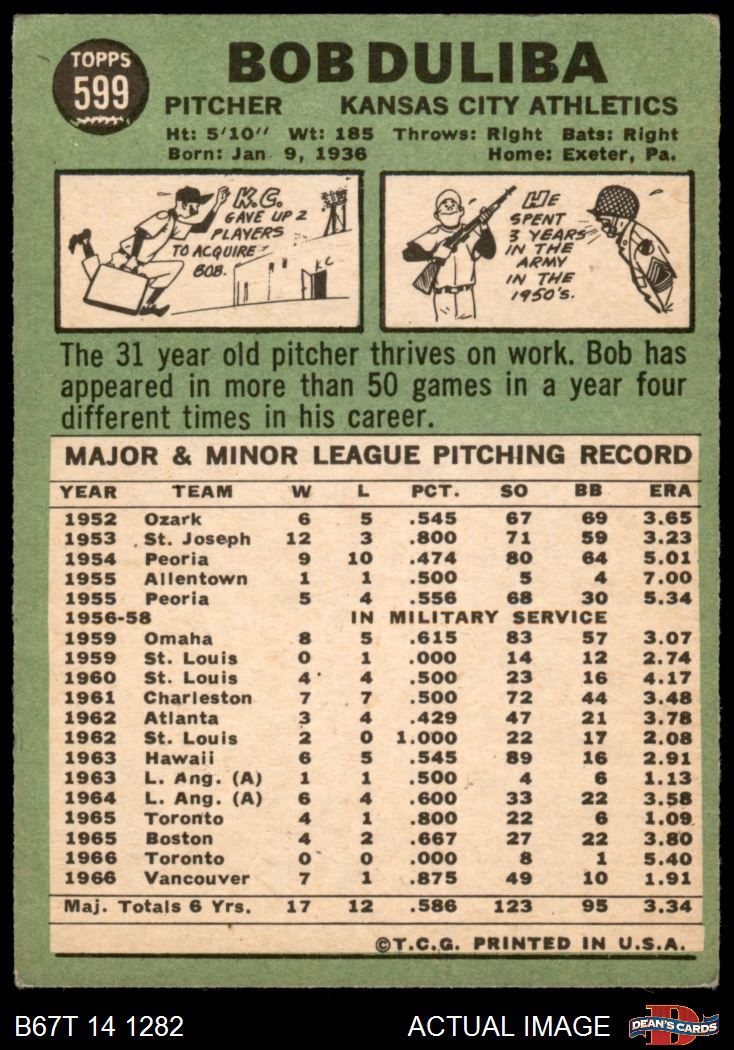 TOPPS
599
BOB DULIBA
PITCHER KANSAS CITY ATHLETICS
Ht: 5'10" Wt: 185 Throws: Right Bats: Right
Born: Jan 9, 1936 Home: Exeter, Pa.
K.C.
GAVE UP 2
PLAYERS
TO ACQUIRE
BOB.
K C
HE
SPENT
3 YEARS
IN THE
ARMY
IN THE
1950'S.
The 31 year old pitcher thrives on work. Bob has
appeared in more than 50 games in a year four
different times in his career.
MAJOR & MINOR LEAGUE PITCHING RECORD
YEAR TEAM W L PCT. SO BB ERA
1952 Ozark 6 5 .545 67 69 3.65
1953 St. Joseph 12 3 .800 71 59 3.23
1954 Peoria 9 10 .474 80 64 5.01
1955 Allentown 1 1 .500 5 4 7.00
1955 Peoria 5 4 .556 68 30 5.34
1956-58 IN MILITARY SERVICE
1959 Omaha 8 5 .615 83 57 3.07
1959 St. Louis 0 1 .000 14 12 2.74
1960 St. Louis 4 4 .500 23 16 4.17
1961 Charleston 7 7 .500 72 44 3.48
1962 Atlanta 3 4 .429 47 21 3.78
1962 St. Louis 2 0 1.000 22 17 2.08
1963 Hawaii 6 5 .545 89 16 2.91
1963 L. Ang. (A) 1 1 .500 4 6 1.13
1964 L. Ang. (A) 6 4 .600 33 22 3.58
1965 Toronto 4 1 .800 22 6 1.09
1965 Boston 4 2 .667 27 22 3.80
1966 Toronto 0 0 .000 8 1 5.40
1966 Vancouver 7 1 .875 49 10 1.91
Maj. Totals 6 Yrs. 17 12 .586 123 95 3.34
©T.C.G. PRINTED IN U.S.A.
B67T 14 1282 ACTUAL IMAGE DEAN'S CARDS